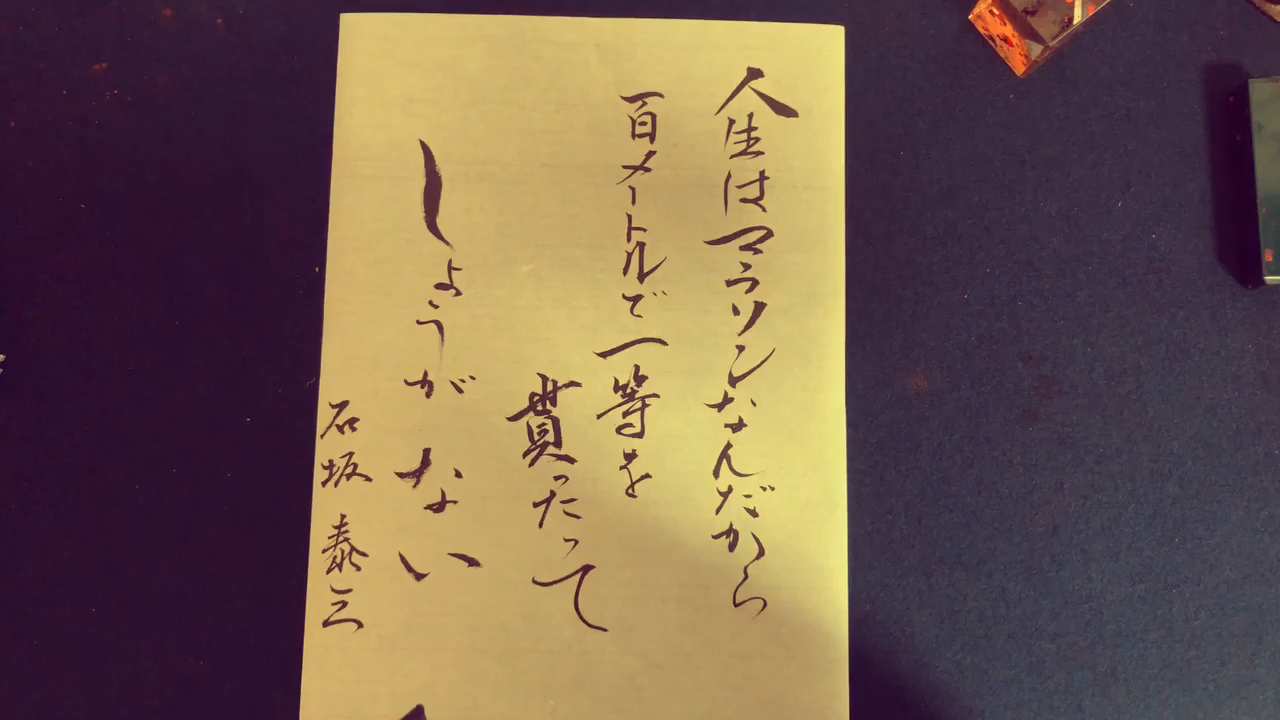 人生はマラソンなんだから
百メートルで一等を
貰ったって
しょうがない
石坂泰三